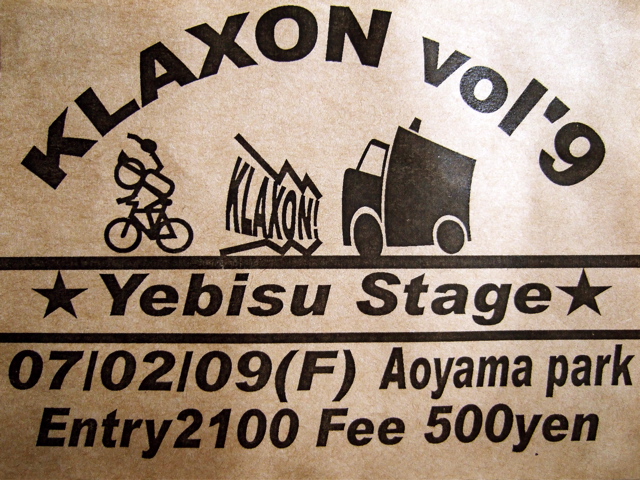 KLAXON vol'9
KLAXON!
★Yebisu Stage★
07/02/09(F) Aoyama park
Entry2100 Fee 500yen